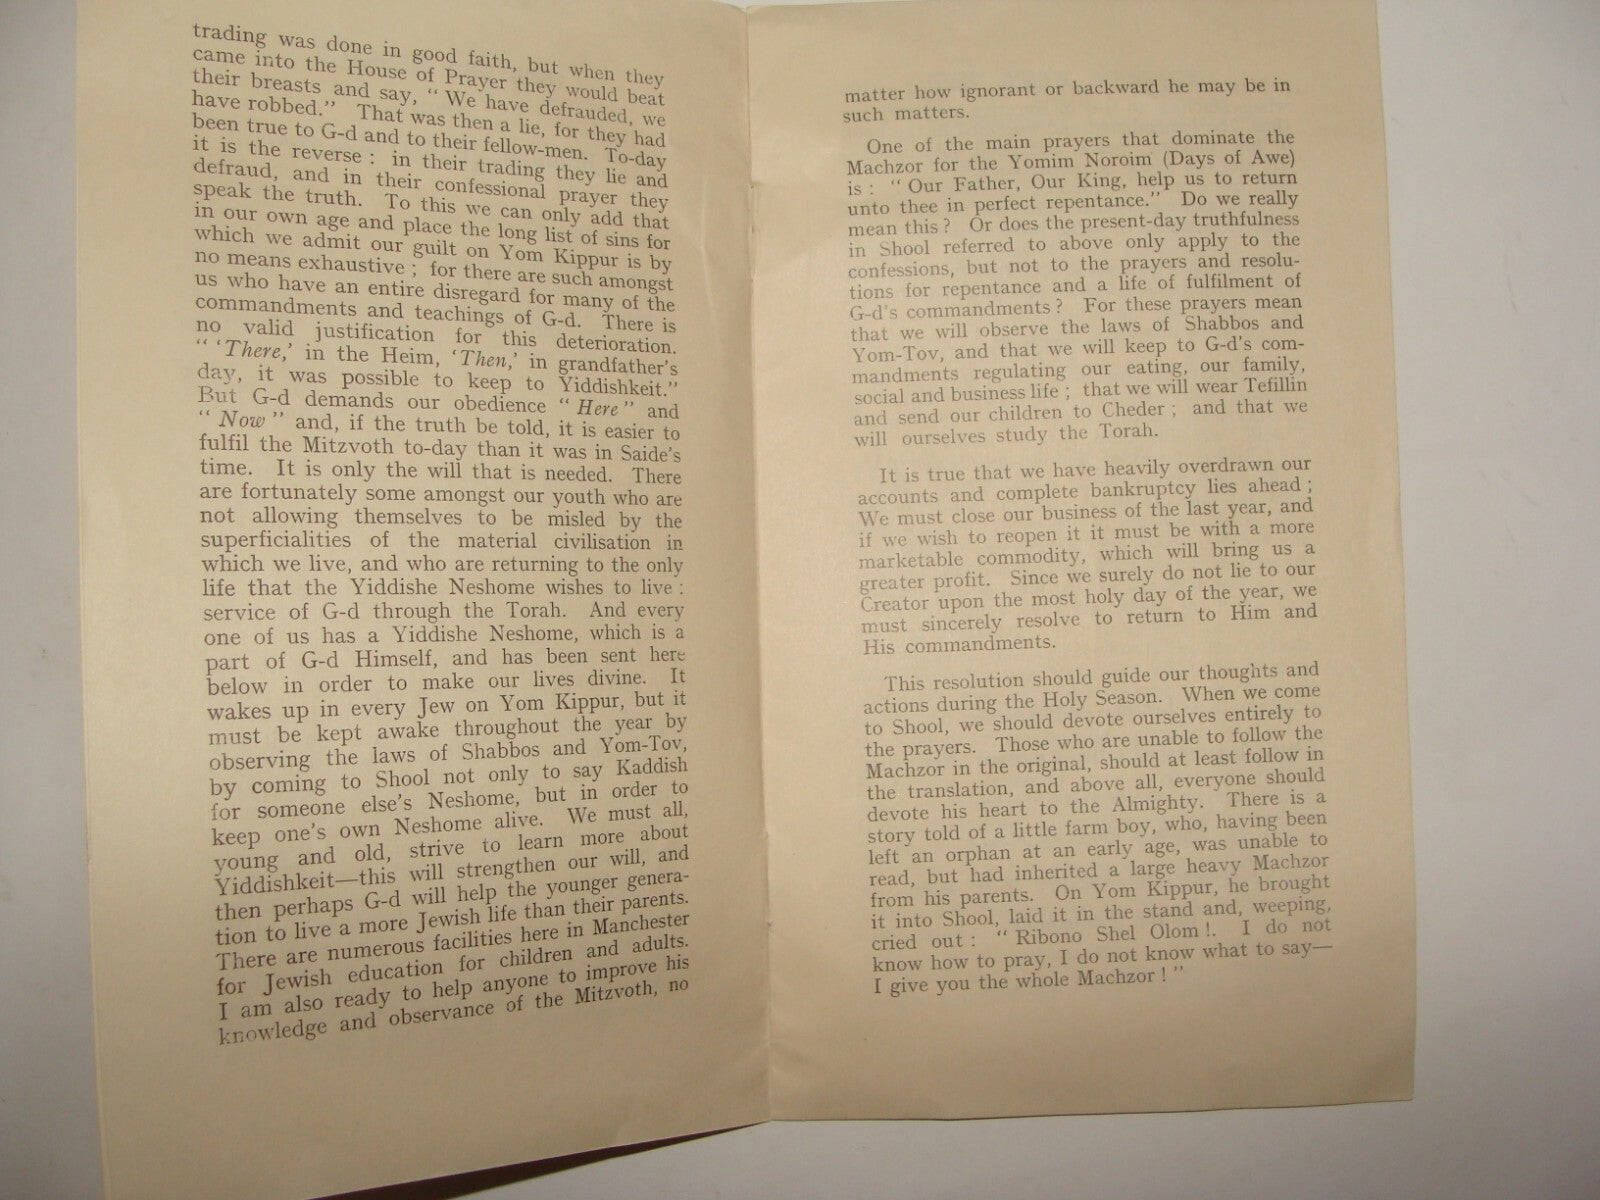 trading was done in good faith, but when they
came into the House of Prayer they would beat
their breasts and say, “ We have defrauded, we
have robbed.” That was then a lie, for they had
been true to G-d and to their fellow-men. To-day
it is the reverse : in their trading they lie and
defraud, and in their confessional prayer they
speak the truth. To this we can only add that
in our own age and place the long list of sins for
which we admit our guilt on Yom Kippur is by
no means exhaustive ; for there are such amongst
us who have an entire disregard for many of the
commandments and teachings of G-d. There is
no valid justification for this deterioration.
“ ‘There,’ in the Heim, ‘Then,’ in grandfather's
day, it was possible to keep to Yiddishkeit.”
But G-d demands our obedience “ Here ” and
“ Now ” and, if the truth be told, it is easier to
fulfil the Mitzvoth to-day than it was in Saide's
time. It is only the will that is needed. There
are fortunately some amongst our youth who are
not allowing themselves to be misled by the
superficialities of the material civilisation in
which we live, and who are returning to the only
life that the Yiddishe Neshome wishes to live :
service of G-d through the Torah. And every
one of us has a Yiddishe Neshome, which is a
part of G-d Himself, and has been sent here
below in order to make our lives divine. It
wakes up in every Jew on Yom Kippur, but it
must be kept awake throughout the year by
observing the laws of Shabbos and Yom-Tov,
by coming to Shool not only to say Kaddish
for someone else's Neshome, but in order to
keep one's own Neshome alive. We must all,
young and old, strive to learn more about
Yiddishkeit—this will strengthen our will, and
then perhaps G-d will help the younger genera-
tion to live a more Jewish life than their parents.
There are numerous facilities here in Manchester
for Jewish education for children and adults.
I am also ready to help anyone to improve his
knowledge and observance of the Mitzvoth, no
matter how ignorant or backward he may be in
such matters.
One of the main prayers that dominate the
Machzor for the Yomim Noroim (Days of Awe)
is : “ Our Father, Our King, help us to return
unto thee in perfect repentance.” Do we really
mean this ? Or does the present-day truthfulness
in Shool referred to above only apply to the
confessions, but not to the prayers and resolu-
tions for repentance and a life of fulfilment of
G-d's commandments ? For these prayers mean
that we will observe the laws of Shabbos and
Yom-Tov, and that we will keep to G-d's com-
mandments regulating our eating, our family,
social and business life ; that we will wear Tefillin
and send our children to Cheder ; and that we
will ourselves study the Torah.
It is true that we have heavily overdrawn our
accounts and complete bankruptcy lies ahead ;
We must close our business of the last year, and
if we wish to reopen it it must be with a more
marketable commodity, which will bring us a
greater profit. Since we surely do not lie to our
Creator upon the most holy day of the year, we
must sincerely resolve to return to Him and
His commandments.
This resolution should guide our thoughts and
actions during the Holy Season. When we come
to Shool, we should devote ourselves entirely to
the prayers. Those who are unable to follow the
Machzor in the original, should at least follow in
the translation, and above all, everyone should
devote his heart to the Almighty. There is a
story told of a little farm boy, who, having been
left an orphan at an early age, was unable to
read, but had inherited a large heavy Machzor
from his parents. On Yom Kippur, he brought
it into Shool, laid it in the stand and, weeping,
cried out : “ Ribono Shel Olom !. I do not
know how to pray, I do not know what to say—
I give you the whole Machzor ! ”